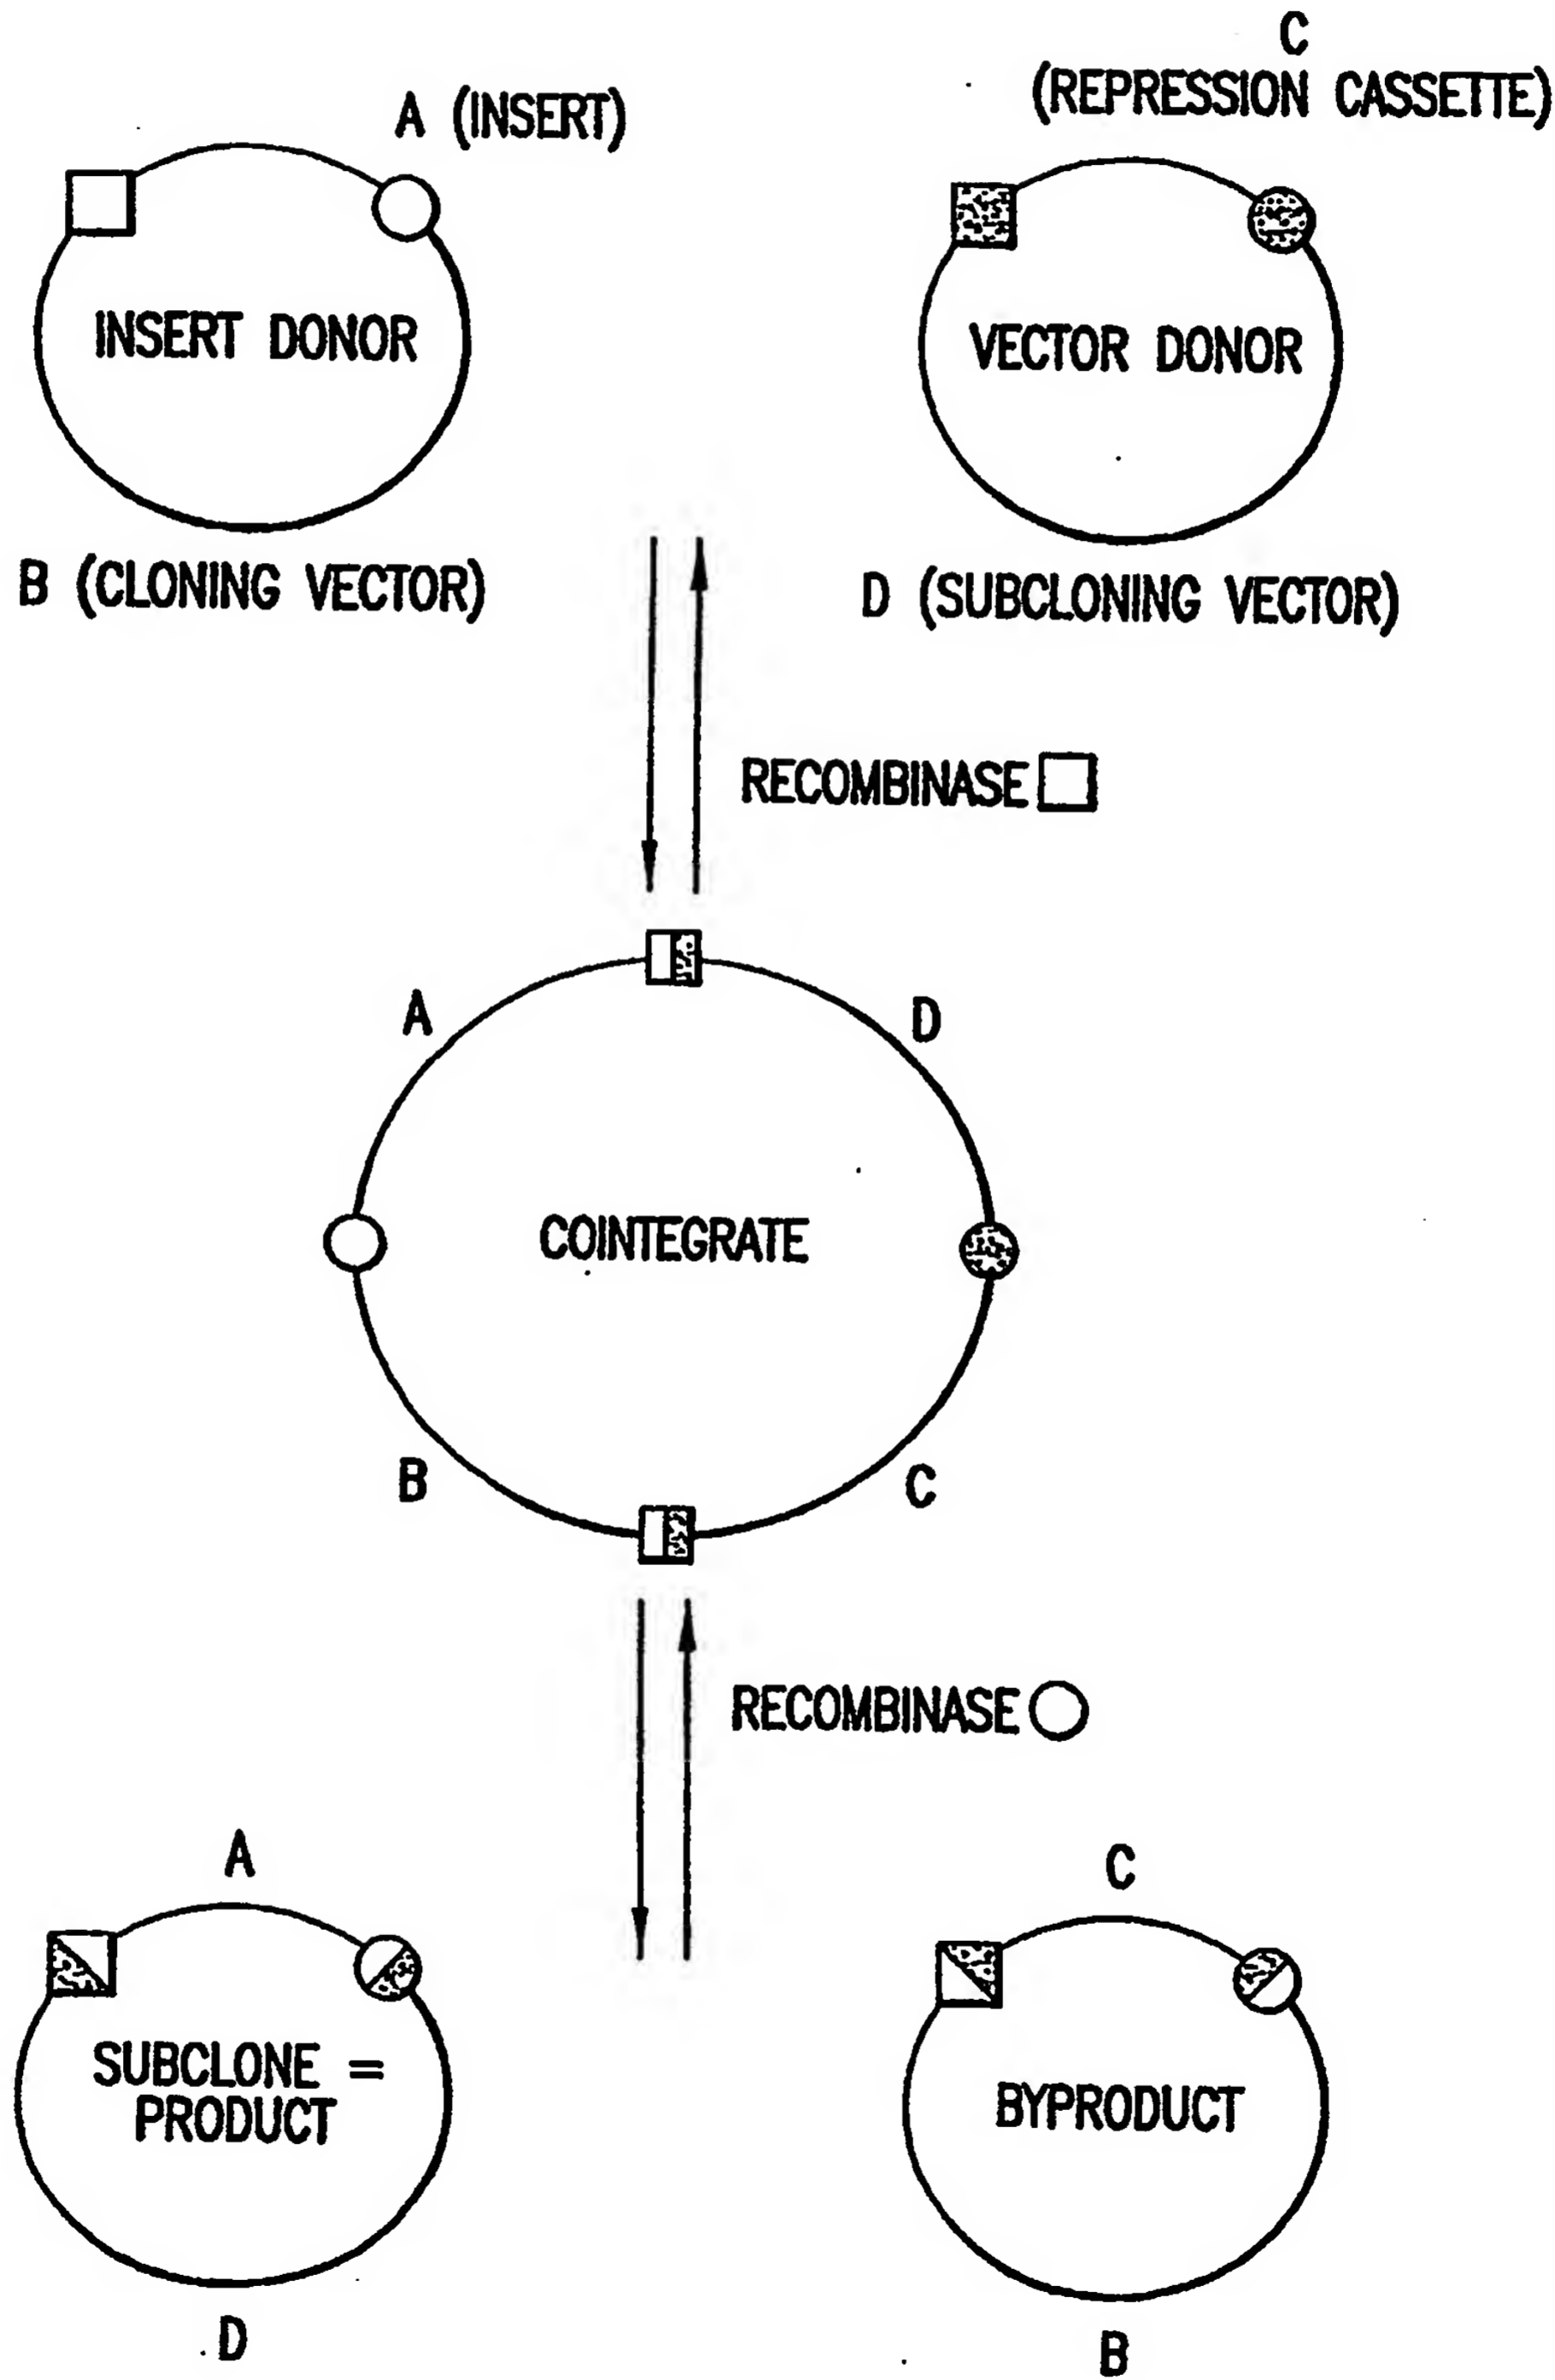 C
(REPRESSION CASSETTE)
A (INSERT)
INSERT DONOR
VECTOR DONOR
B (CLONING VECTOR)
D (SUBCLONING VECTOR)
RECOMBINASE
A
D
COINTEGRATE
B
C
RECOMBINASE
A
C
SUBCLONE =
PRODUCT
BYPRODUCT
D
B